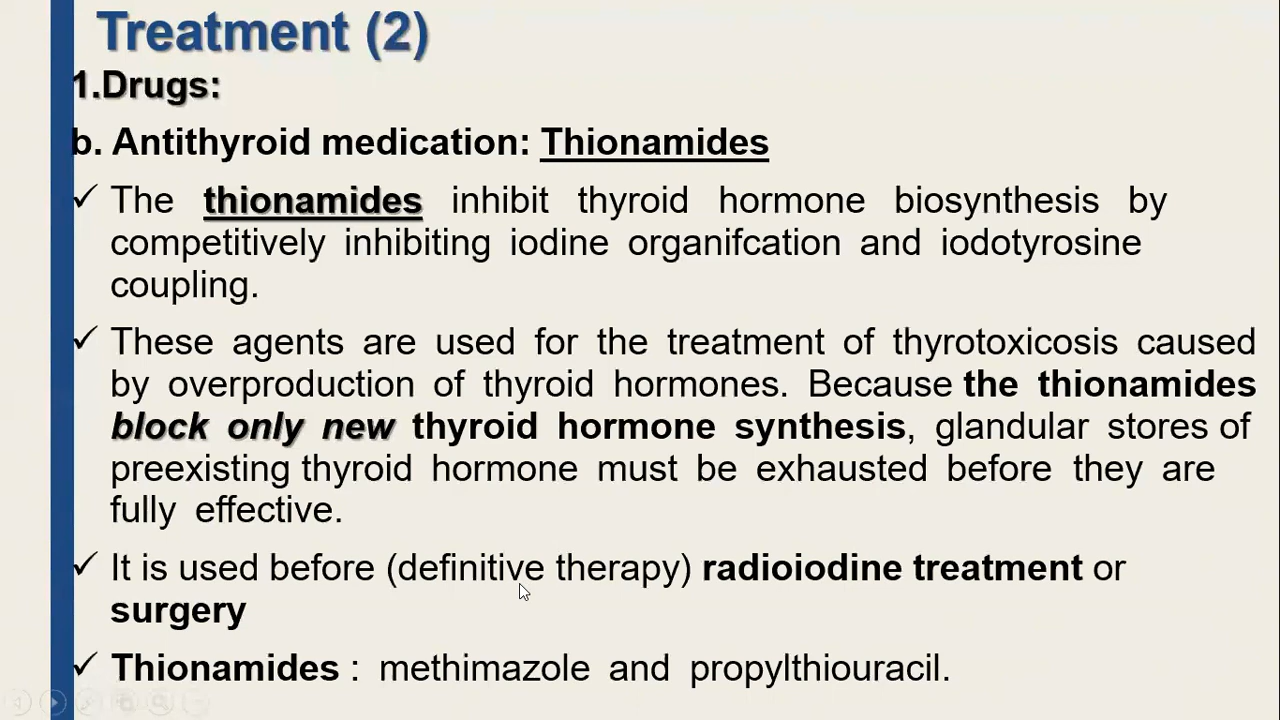 Treatment (2)
1.Drugs:
b. Antithyroid medication: Thionamides
✓ The thionamides inhibit thyroid hormone biosynthesis by
competitively inhibiting iodine organifcation and iodotyrosine
coupling.
✓ These agents are used for the treatment of thyrotoxicosis caused
by overproduction of thyroid hormones. Because the thionamides
block only new thyroid hormone synthesis, glandular stores of
preexisting thyroid hormone must be exhausted before they are
fully effective.
✓ It is used before (definitive therapy) radioiodine treatment or
surgery
✓ Thionamides : methimazole and propylthiouracil.